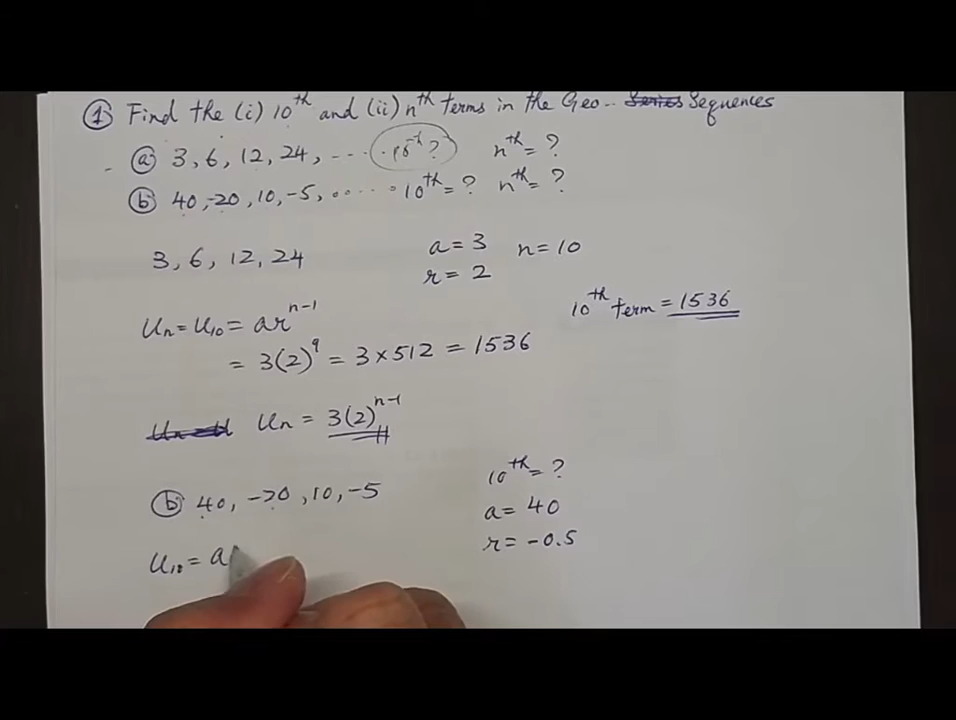 ① Find the (i) 10th and (ii) nth terms in the Geo.. Sequences
ⓐ 3, 6, 12, 24, .... 10th? nth = ?
ⓑ 40, -20, 10, -5, ...... 10th = ? nth = ?
3, 6, 12, 24 a = 3 n = 10
r = 2
Un = U10 = ar^n-1 10th term = 1536
= 3(2)^9 = 3 × 512 = 1536
Un = 3(2)^n-1
ⓑ 40, -20, 10, -5 10th = ?
a = 40
U10 = a r = -0.5